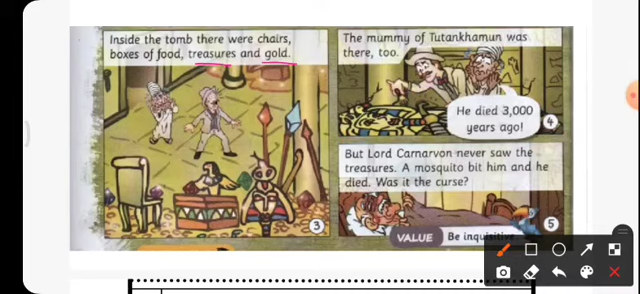 Inside the tomb there were chairs,
boxes of food, treasures and gold.
3
The mummy of Tutankhamun was
there, too.
He died 3,000
years ago!
4
But Lord Carnarvon never saw the
treasures. A mosquito bit him and he
died. Was it the curse?
5
VALUE Be inquisitive